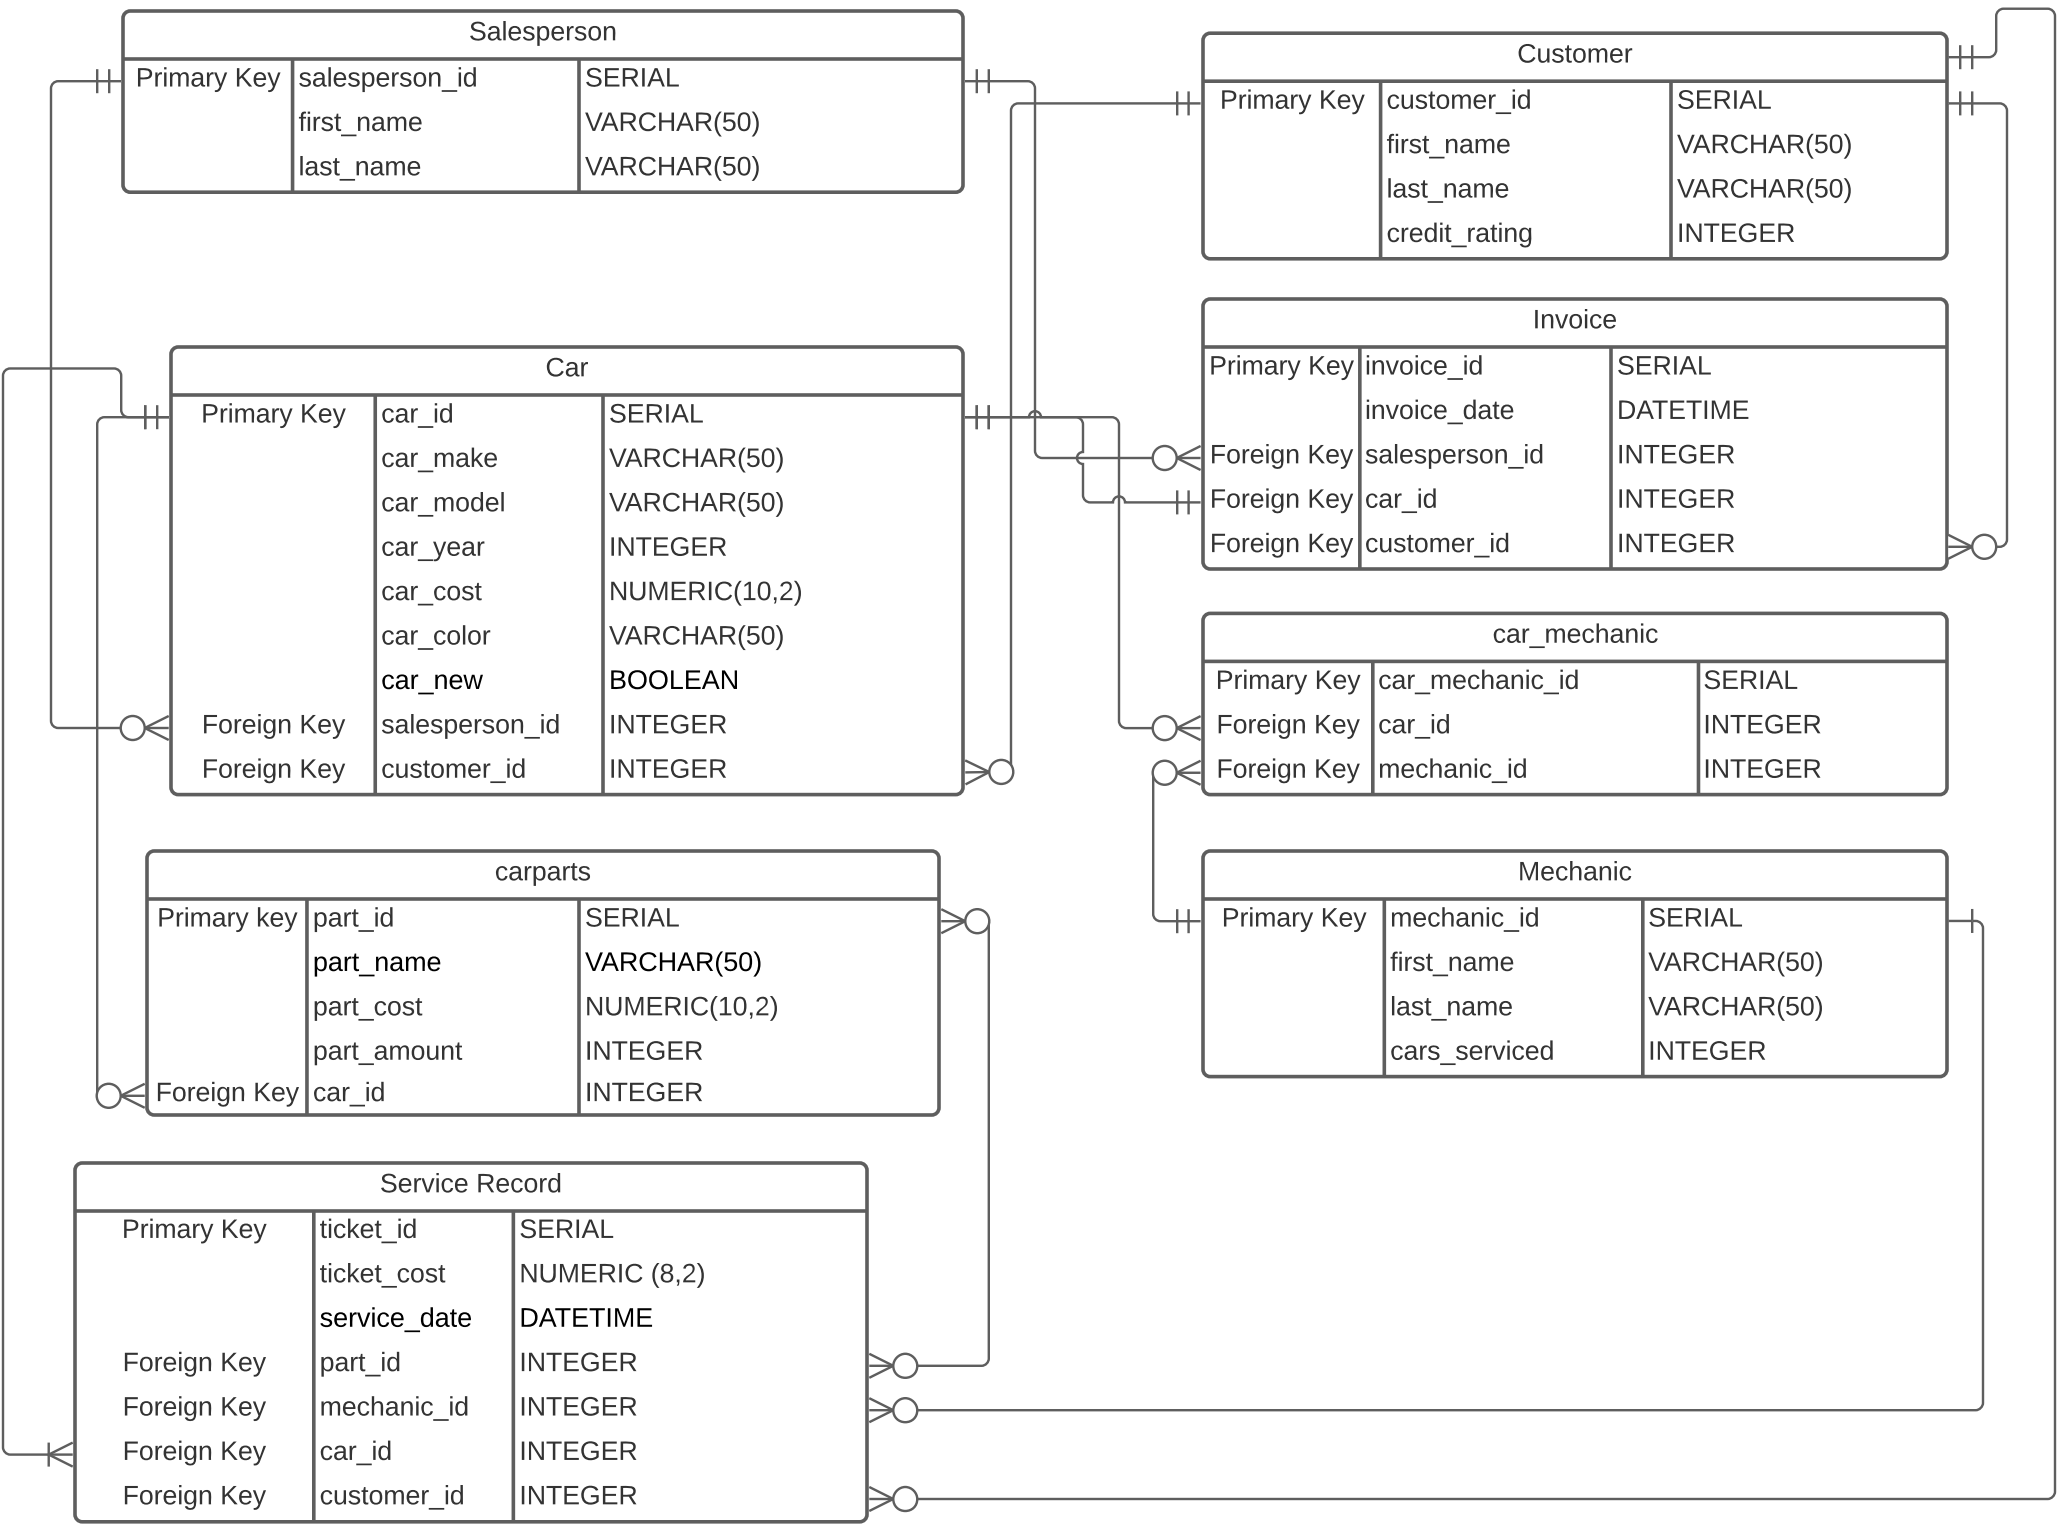 Salesperson
Primary Key salesperson_id SERIAL
first_name VARCHAR(50)
last_name VARCHAR(50)
Customer
Primary Key customer_id SERIAL
first_name VARCHAR(50)
last_name VARCHAR(50)
credit_rating INTEGER
Car
Primary Key car_id SERIAL
car_make VARCHAR(50)
car_model VARCHAR(50)
car_year INTEGER
car_cost NUMERIC(10,2)
car_color VARCHAR(50)
car_new BOOLEAN
Foreign Key salesperson_id INTEGER
Foreign Key customer_id INTEGER
Invoice
Primary Key invoice_id SERIAL
invoice_date DATETIME
Foreign Key salesperson_id INTEGER
Foreign Key car_id INTEGER
Foreign Key customer_id INTEGER
car_mechanic
Primary Key car_mechanic_id SERIAL
Foreign Key car_id INTEGER
Foreign Key mechanic_id INTEGER
carparts
Primary key part_id SERIAL
part_name VARCHAR(50)
part_cost NUMERIC(10,2)
part_amount INTEGER
Foreign Key car_id INTEGER
Mechanic
Primary Key mechanic_id SERIAL
first_name VARCHAR(50)
last_name VARCHAR(50)
cars_serviced INTEGER
Service Record
Primary Key ticket_id SERIAL
ticket_cost NUMERIC (8,2)
service_date DATETIME
Foreign Key part_id INTEGER
Foreign Key mechanic_id INTEGER
Foreign Key car_id INTEGER
Foreign Key customer_id INTEGER